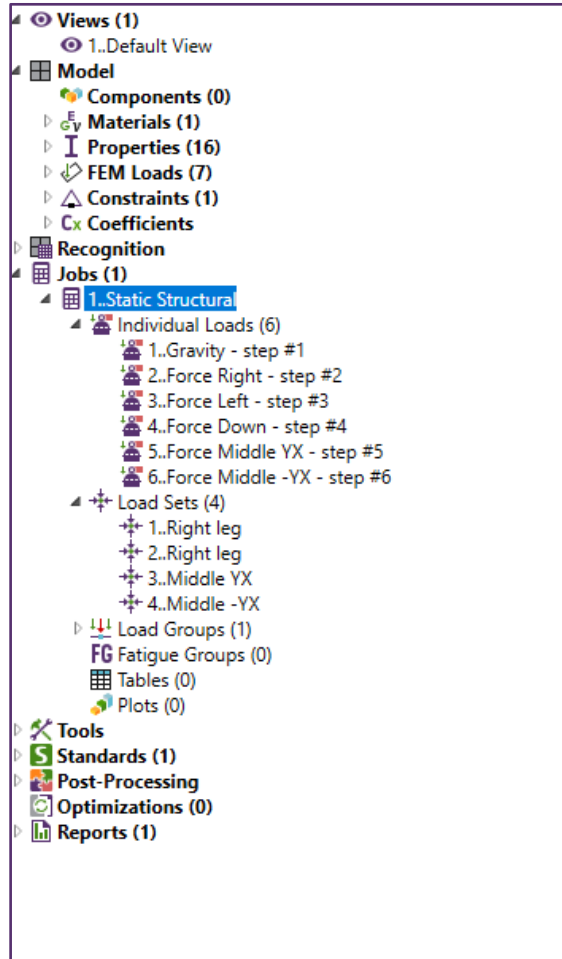 Views (1)
1..Default View
Model
Components (0)
GEV Materials (1)
Properties (16)
FEM Loads (7)
Constraints (1)
Cx Coefficients
Recognition
Jobs (1)
1..Static Structural
Individual Loads (6)
1..Gravity - step #1
2..Force Right - step #2
3..Force Left - step #3
4..Force Down - step #4
5..Force Middle YX - step #5
6..Force Middle -YX - step #6
Load Sets (4)
1..Right leg
2..Right leg
3..Middle YX
4..Middle -YX
Load Groups (1)
FG Fatigue Groups (0)
Tables (0)
Plots (0)
Tools
S Standards (1)
Post-Processing
Optimizations (0)
Reports (1)